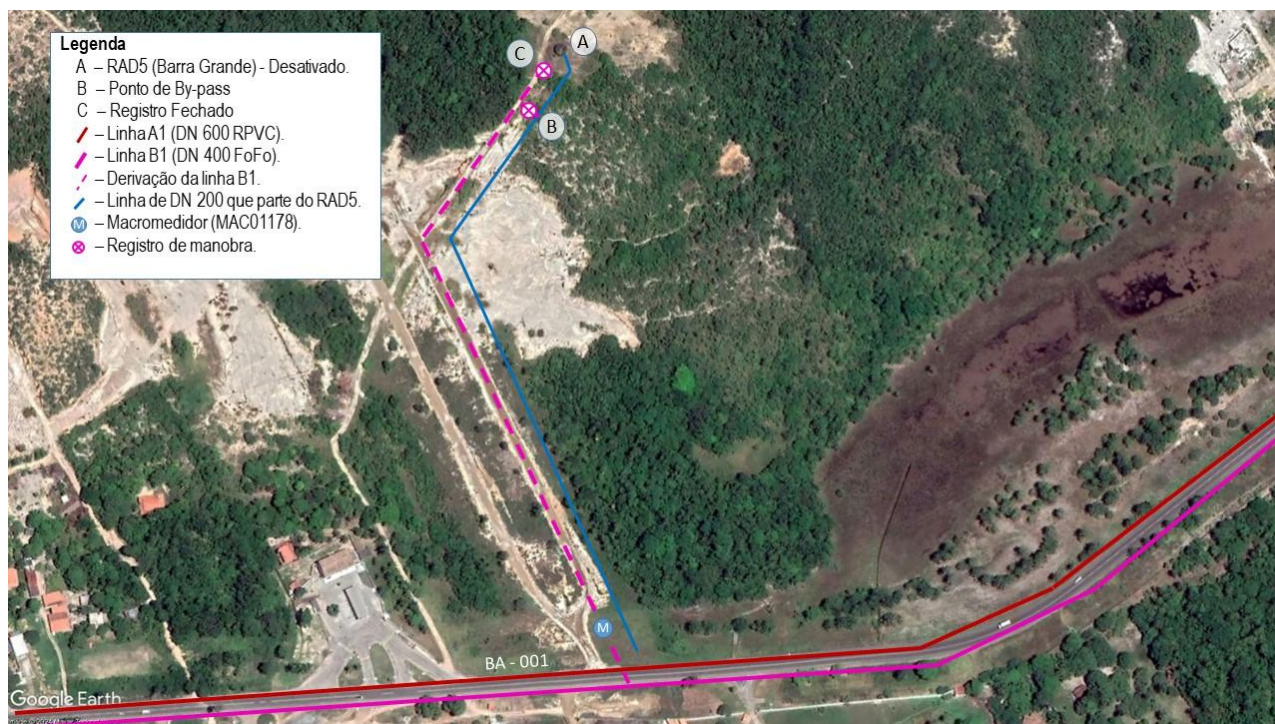 Legenda
A – RAD5 (Barra Grande) - Desativado.
B – Ponto de By-pass
C – Registro Fechado
– Linha A1 (DN 600 RPVC).
– Linha B1 (DN 400 FoFo).
– Derivação da linha B1.
– Linha de DN 200 que parte do RAD5.
M – Macromedidor (MAC01178).
– Registro de manobra.
A
C
B
M
BA - 001
Google Earth